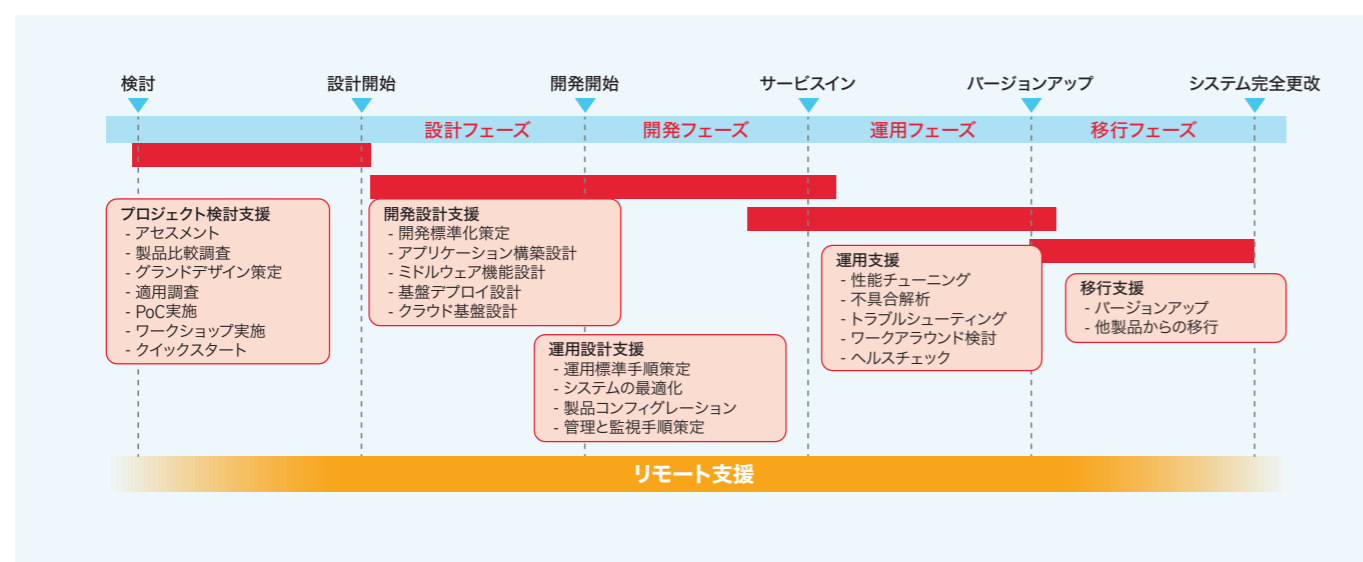 検討
設計開始
開発開始
サービスイン
バージョンアップ
システム完全更改
設計フェーズ
開発フェーズ
運用フェーズ
移行フェーズ
プロジェクト検討支援
- アセスメント
- 製品比較調査
- グランドデザイン策定
- 適用調査
- PoC実施
- ワークショップ実施
- クイックスタート
開発設計支援
- 開発標準化策定
- アプリケーション構築設計
- ミドルウェア機能設計
- 基盤デプロイ設計
- クラウド基盤設計
運用設計支援
- 運用標準手順策定
- システムの最適化
- 製品コンフィグレーション
- 管理と監視手順策定
運用支援
- 性能チューニング
- 不具合解析
- トラブルシューティング
- ワークアラウンド検討
- ヘルスチェック
移行支援
- バージョンアップ
- 他製品からの移行
リモート支援